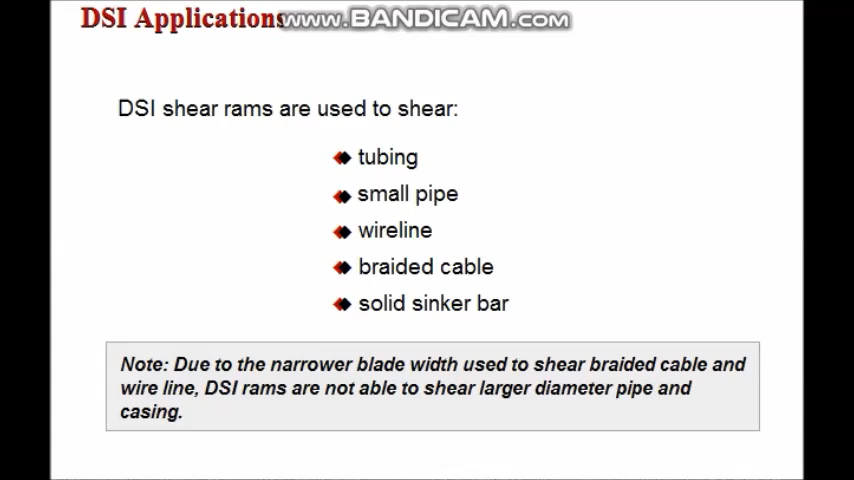 DSI Applications
www.BANDICAM.com
DSI shear rams are used to shear:
tubing
small pipe
wireline
braided cable
solid sinker bar
Note: Due to the narrower blade width used to shear braided cable and
wire line, DSI rams are not able to shear larger diameter pipe and
casing.